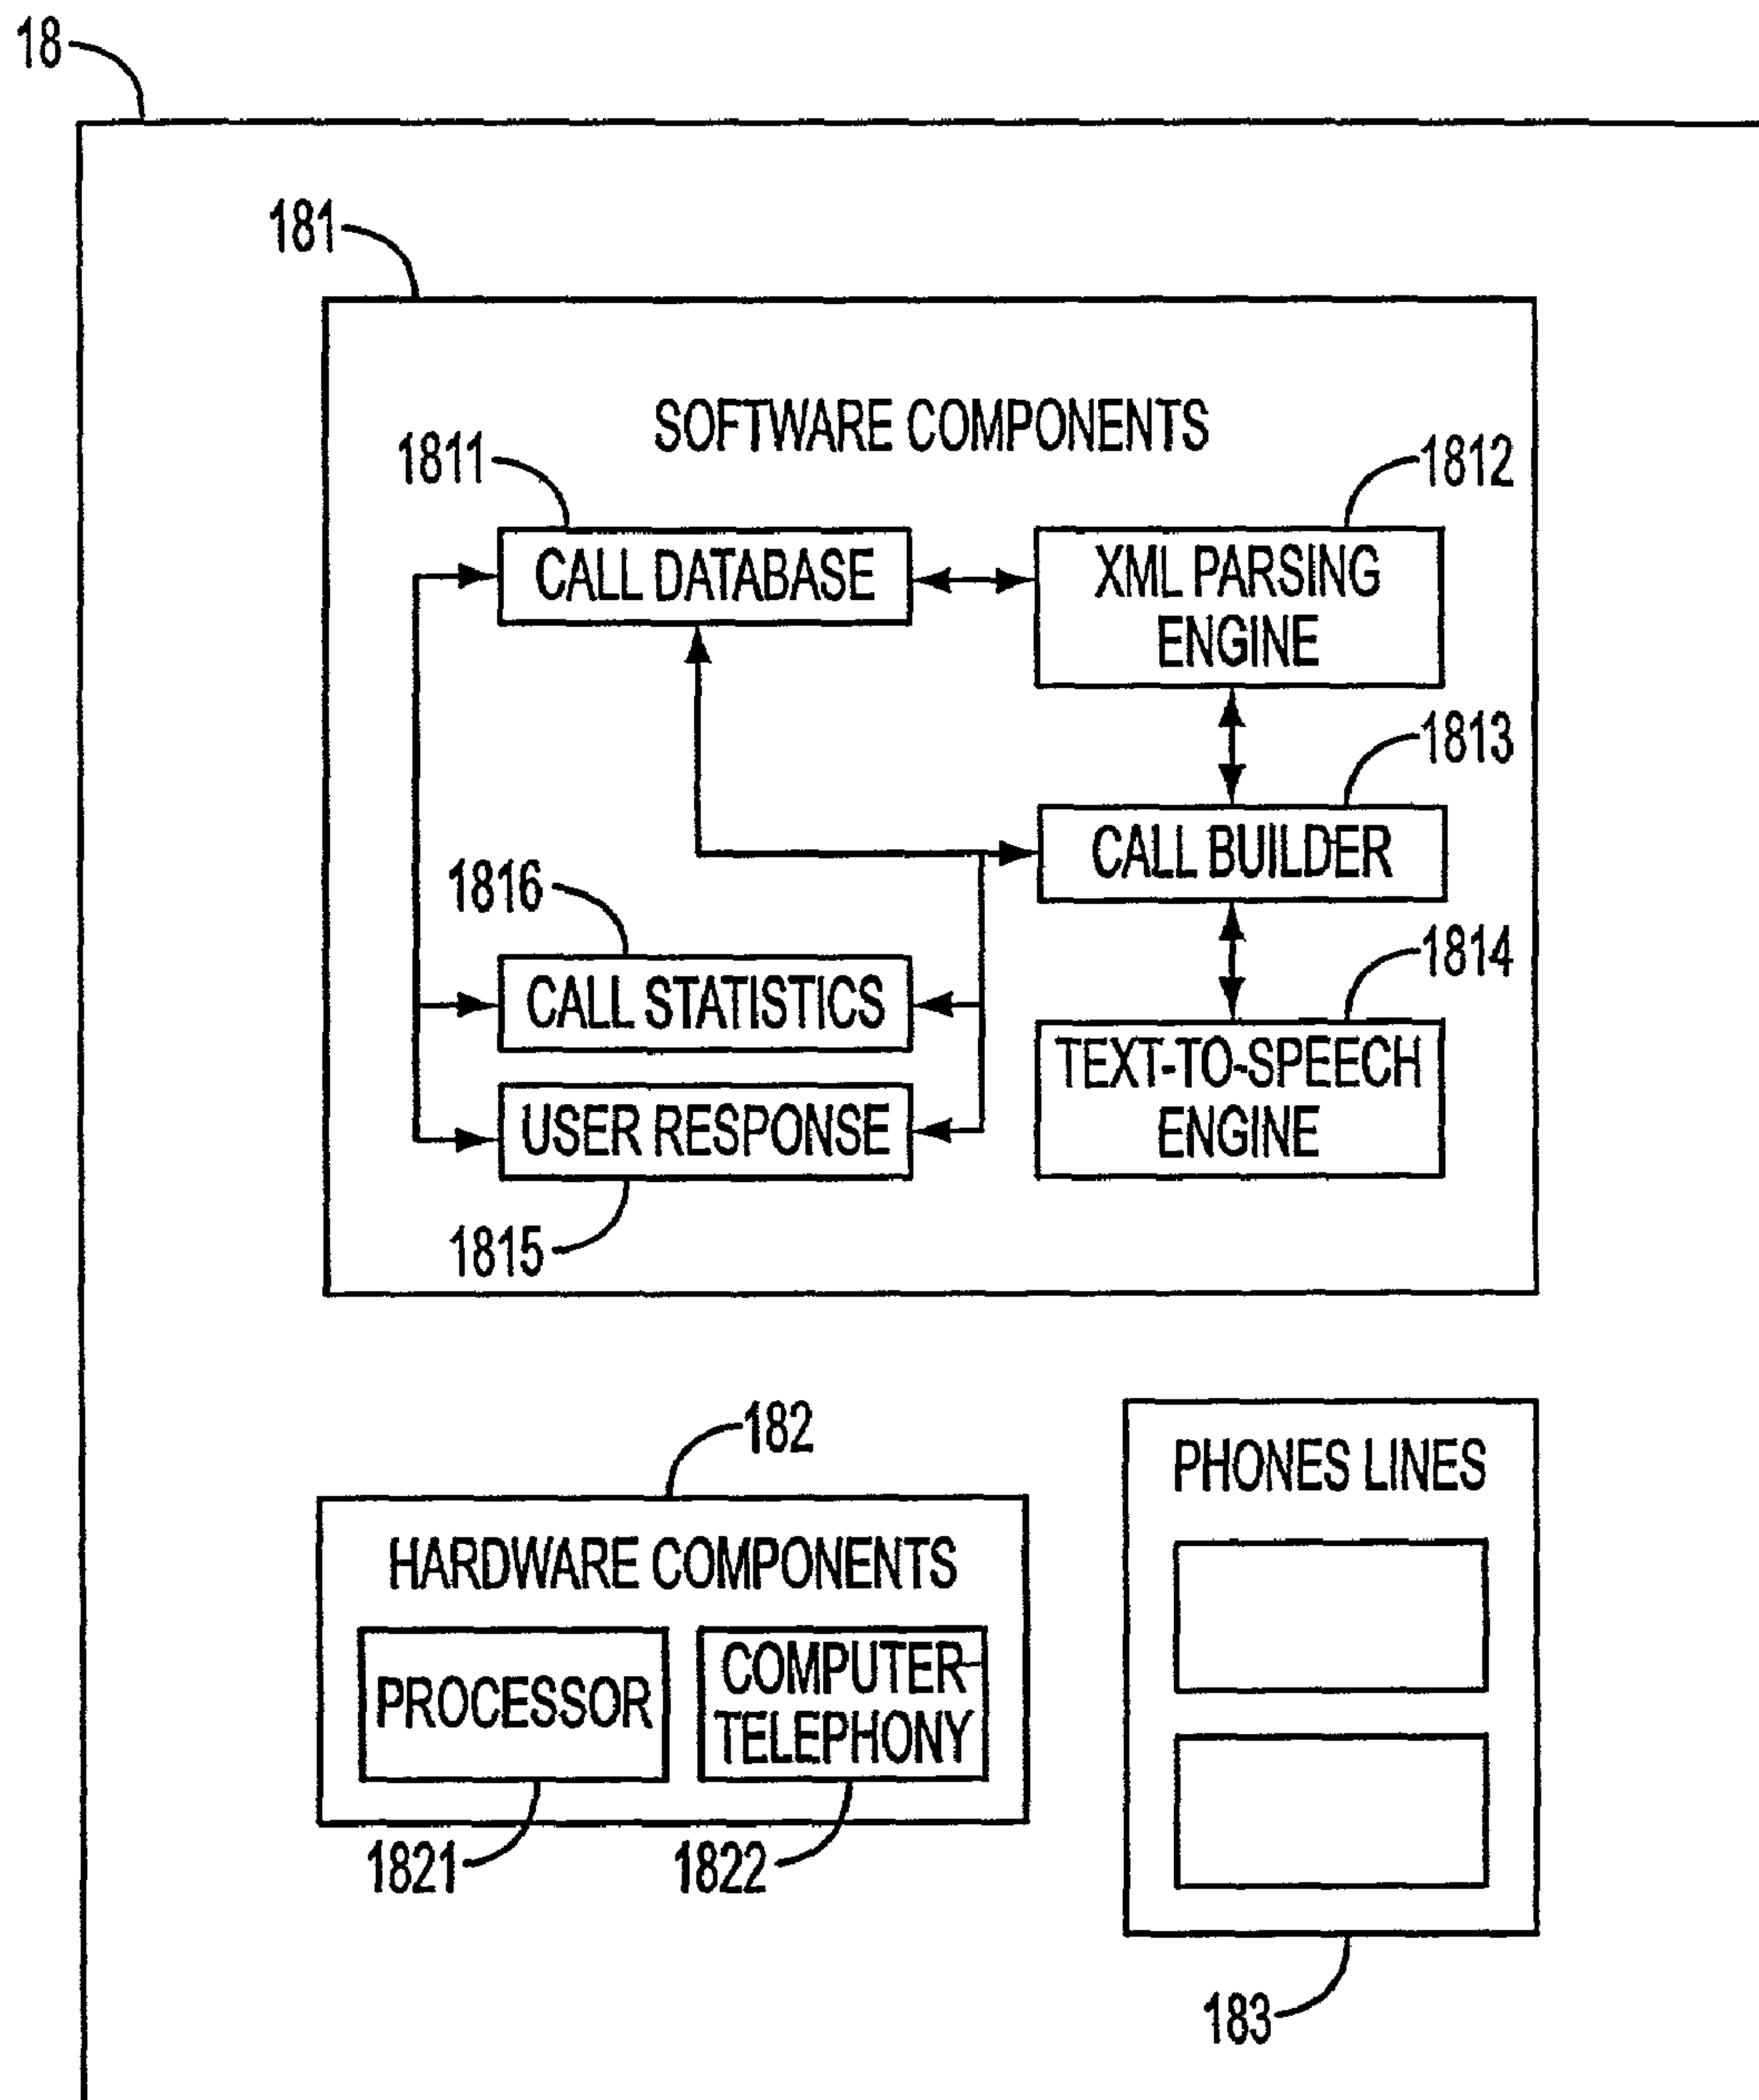 18
181
SOFTWARE COMPONENTS
1811
1812
CALL DATABASE
XML PARSING
ENGINE
1813
CALL BUILDER
1816
1814
CALL STATISTICS
TEXT-TO-SPEECH
ENGINE
USER RESPONSE
1815
182
PHONES LINES
HARDWARE COMPONENTS
PROCESSOR
COMPUTER-
TELEPHONY
1821
1822
183